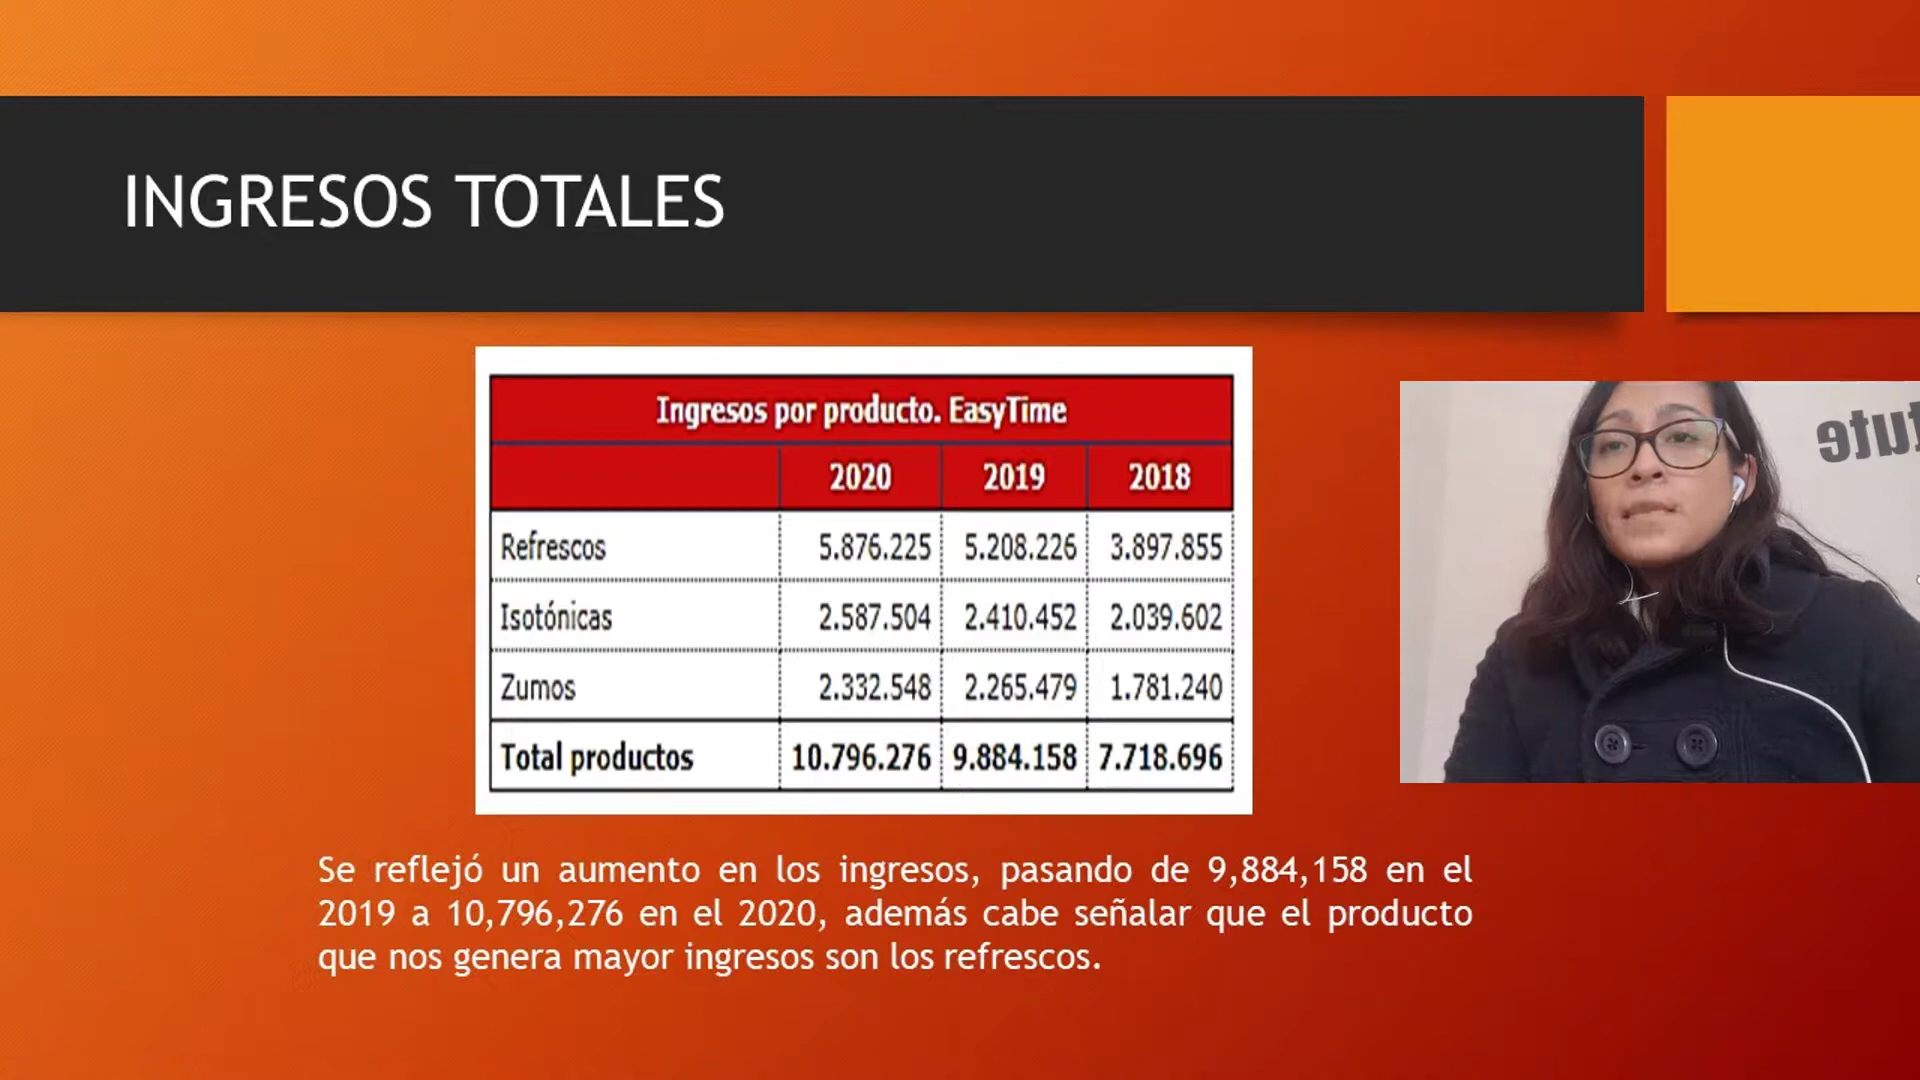 INGRESOS TOTALES
Ingresos por producto. EasyTime
2020 2019 2018
Refrescos 5.876.225 5.208.226 3.897.855
Isotónicas 2.587.504 2.410.452 2.039.602
Zumos 2.332.548 2.265.479 1.781.240
Total productos 10.796.276 9.884.158 7.718.696
Se reflejó un aumento en los ingresos, pasando de 9,884,158 en el
2019 a 10,796,276 en el 2020, además cabe señalar que el producto
que nos genera mayor ingresos son los refrescos.